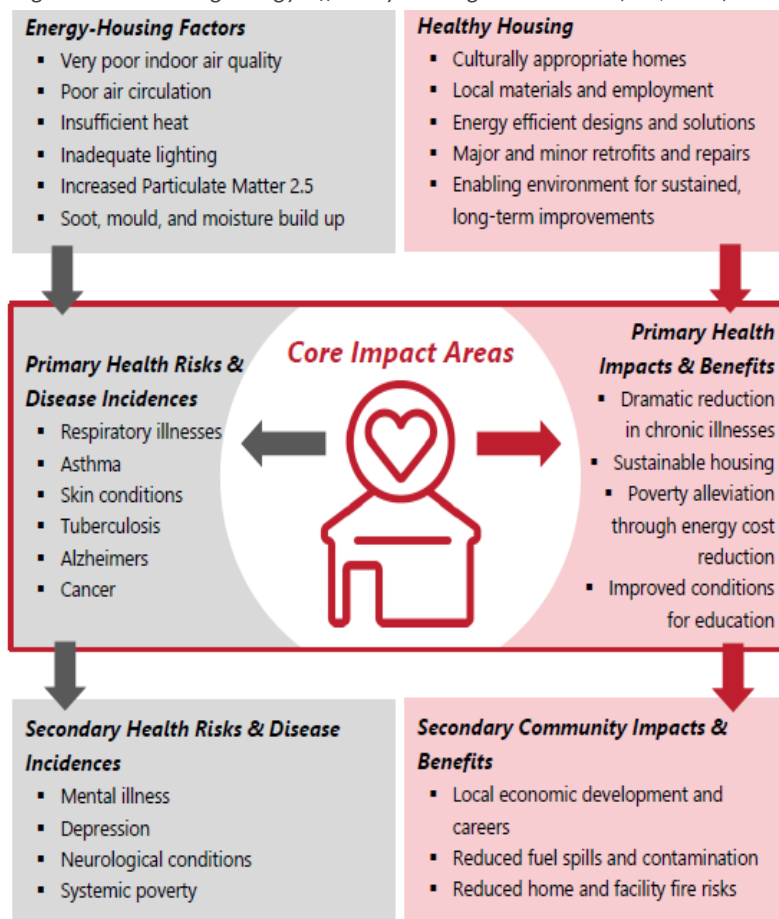 Energy-Housing Factors
▪ Very poor indoor air quality
▪ Poor air circulation
▪ Insufficient heat
▪ Inadequate lighting
▪ Increased Particulate Matter 2.5
▪ Soot, mould, and moisture build up
Healthy Housing
▪ Culturally appropriate homes
▪ Local materials and employment
▪ Energy efficient designs and solutions
▪ Major and minor retrofits and repairs
▪ Enabling environment for sustained,
long-term improvements
Core Impact Areas
Primary Health Risks &
Disease Incidences
▪ Respiratory illnesses
▪ Asthma
▪ Skin conditions
▪ Tuberculosis
▪ Alzheimers
▪ Cancer
Primary Health
Impacts & Benefits
▪ Dramatic reduction
in chronic illnesses
▪ Sustainable housing
▪ Poverty alleviation
through energy cost
reduction
▪ Improved conditions
for education
Secondary Health Risks & Disease
Incidences
▪ Mental illness
▪ Depression
▪ Neurological conditions
▪ Systemic poverty
Secondary Community Impacts &
Benefits
▪ Local economic development and
careers
▪ Reduced fuel spills and contamination
▪ Reduced home and facility fire risks